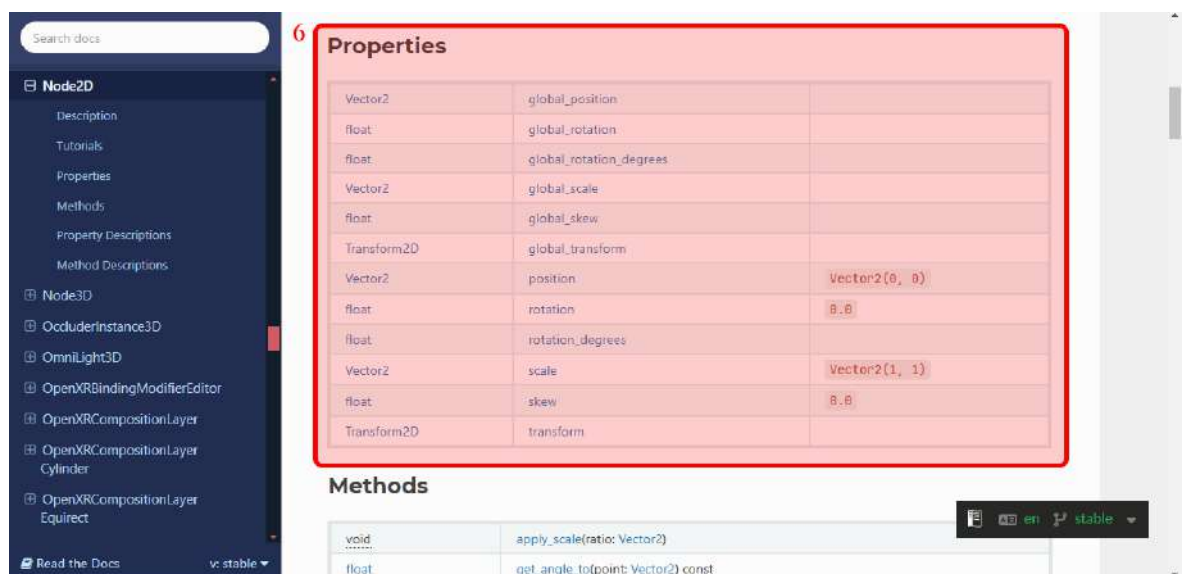 Search docs
Node2D
Description
Tutorials
Properties
Methods
Property Descriptions
Method Descriptions
Node3D
OccluderInstance3D
OmniLight3D
OpenXRBindingModifierEditor
OpenXRCompositionLayer
OpenXRCompositionLayer
Cylinder
OpenXRCompositionLayer
Equirect
Read the Docs v: stable
6
Properties
Vector2 global_position
float global_rotation
float global_rotation_degrees
Vector2 global_scale
float global_skew
Transform2D global_transform
Vector2 position Vector2(0, 0)
float rotation 0.0
float rotation_degrees
Vector2 scale Vector2(1, 1)
float skew 0.0
Transform2D transform
Methods
void apply_scale(ratio: Vector2)
float get_angle_to(point: Vector2) const
en stable